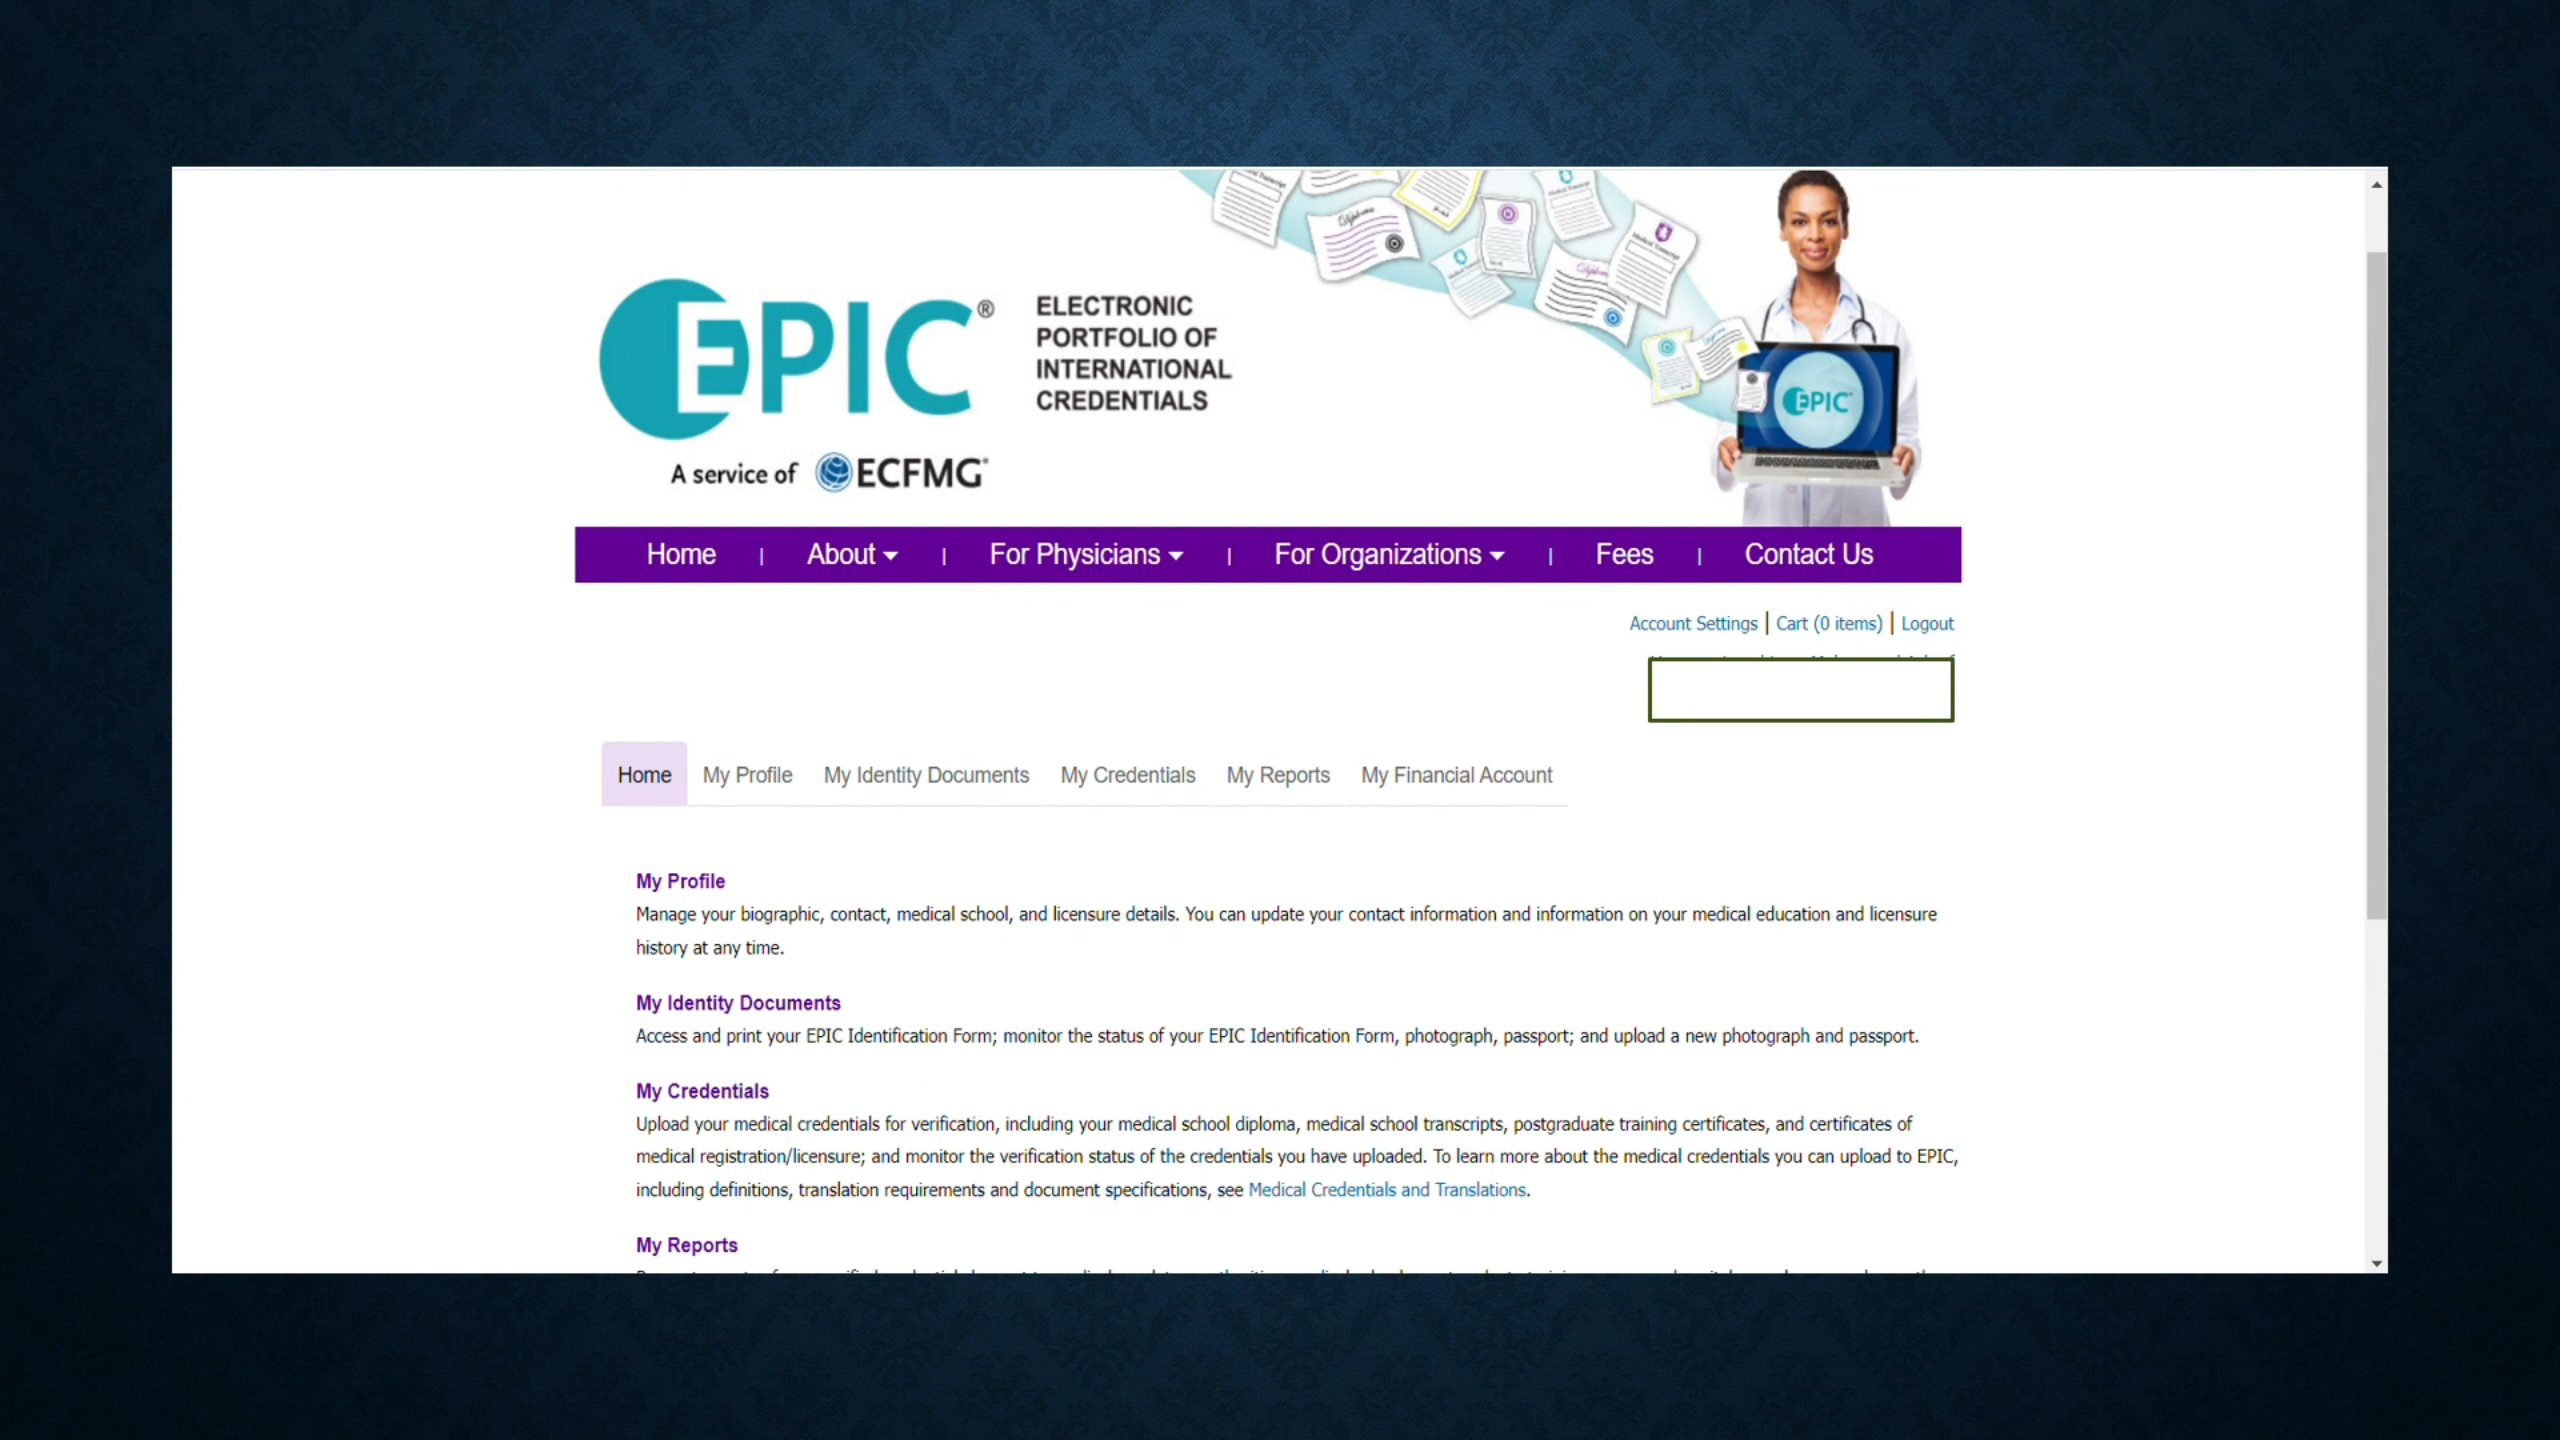 EPIC®
ELECTRONIC
PORTFOLIO OF
INTERNATIONAL
CREDENTIALS
A service of ECFMG®
Diploma
Medical Transcript
EPIC
Home | About | For Physicians | For Organizations | Fees | Contact Us
Account Settings | Cart (0 items) | Logout
Home My Profile My Identity Documents My Credentials My Reports My Financial Account
My Profile
Manage your biographic, contact, medical school, and licensure details. You can update your contact information and information on your medical education and licensure
history at any time.
My Identity Documents
Access and print your EPIC Identification Form; monitor the status of your EPIC Identification Form, photograph, passport; and upload a new photograph and passport.
My Credentials
Upload your medical credentials for verification, including your medical school diploma, medical school transcripts, postgraduate training certificates, and certificates of
medical registration/licensure; and monitor the verification status of the credentials you have uploaded. To learn more about the medical credentials you can upload to EPIC,
including definitions, translation requirements and document specifications, see Medical Credentials and Translations.
My Reports